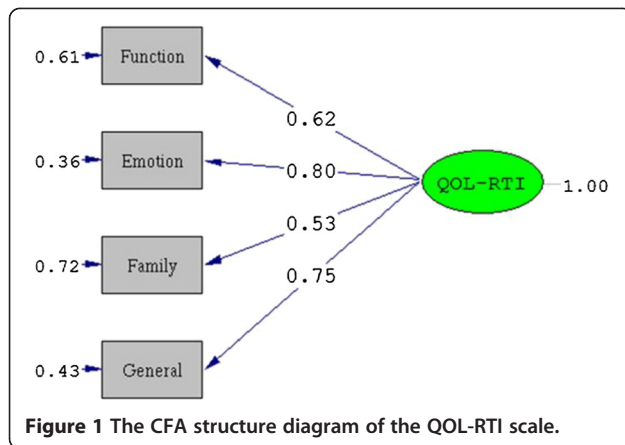 0.61 Function
0.62
0.36 Emotion
0.80
QOL-RTI 1.00
0.53
0.72 Family
0.75
0.43 General
Figure 1 The CFA structure diagram of the QOL-RTI scale.